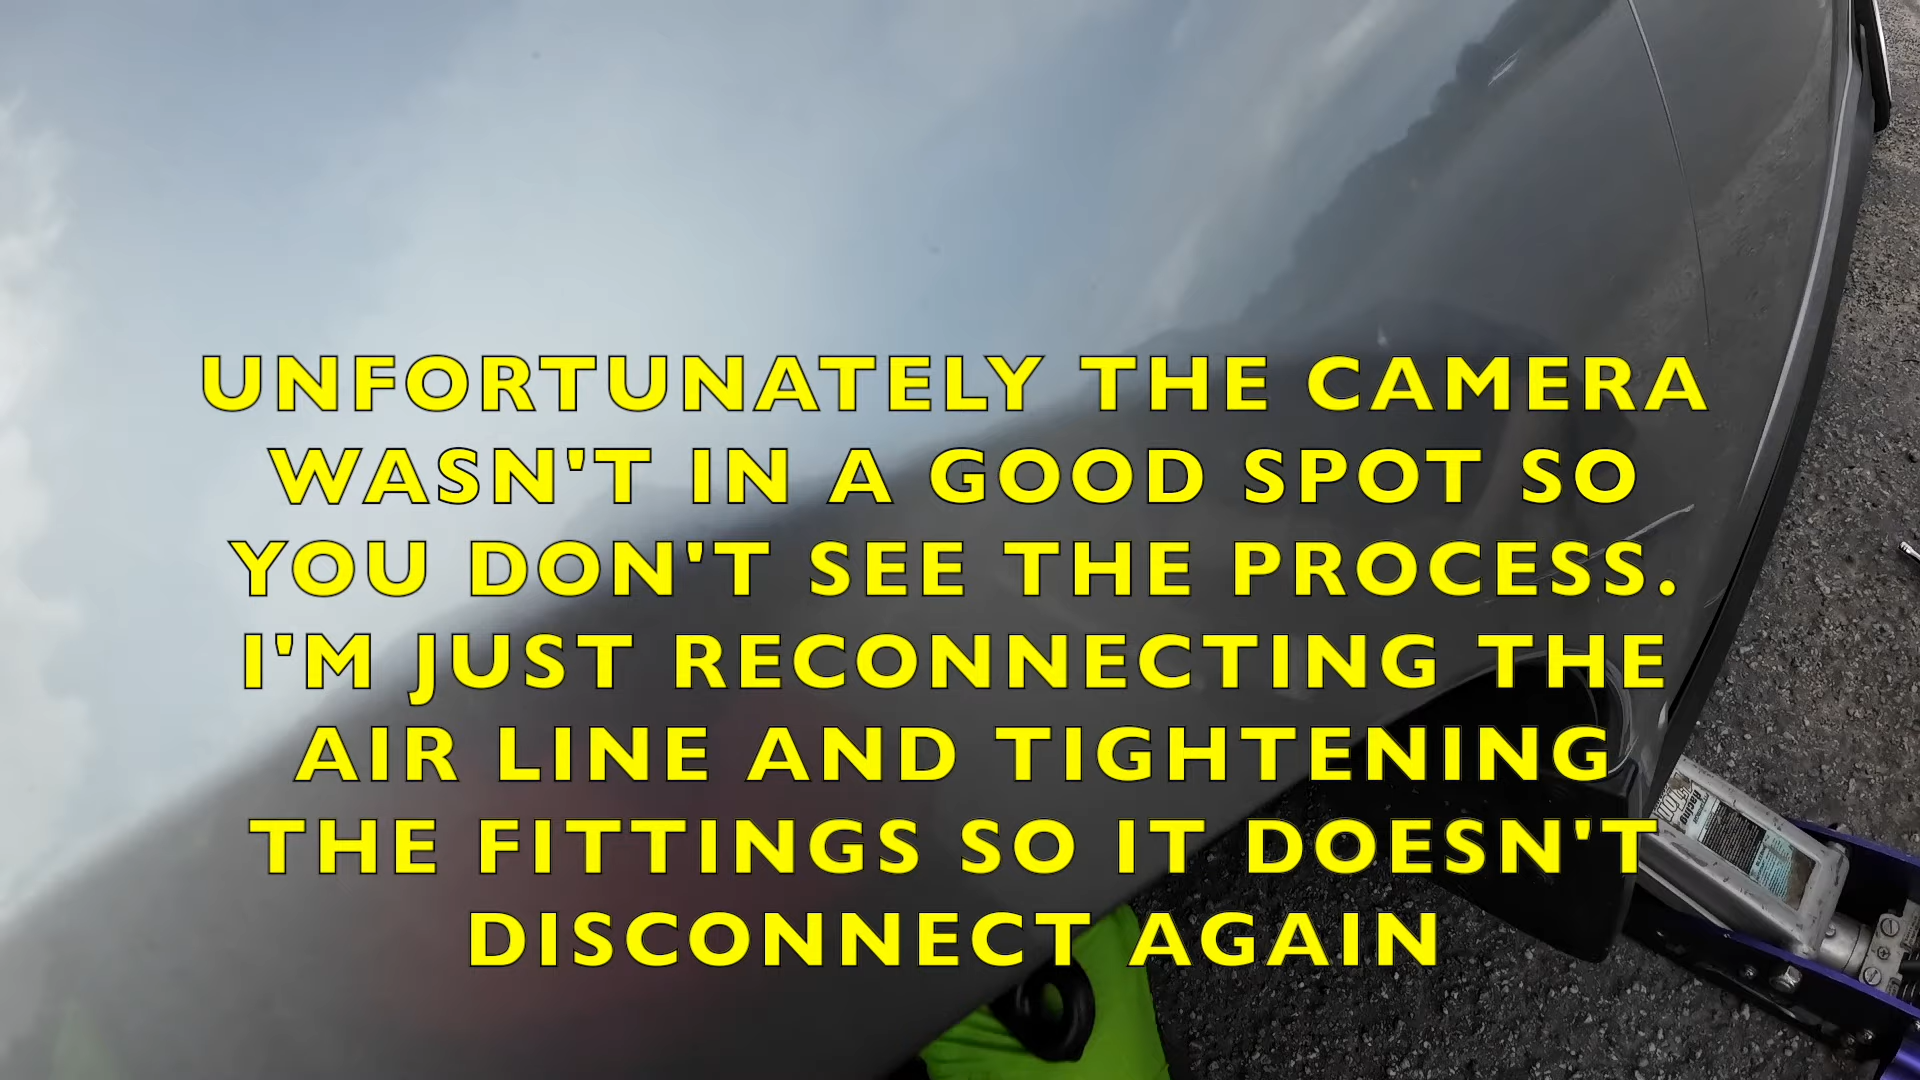 UNFORTUNATELY THE CAMERA
WASN'T IN A GOOD SPOT SO
YOU DON'T SEE THE PROCESS.
I'M JUST RECONNECTING THE
AIR LINE AND TIGHTENING
THE FITTINGS SO IT DOESN'T
DISCONNECT AGAIN
Racing